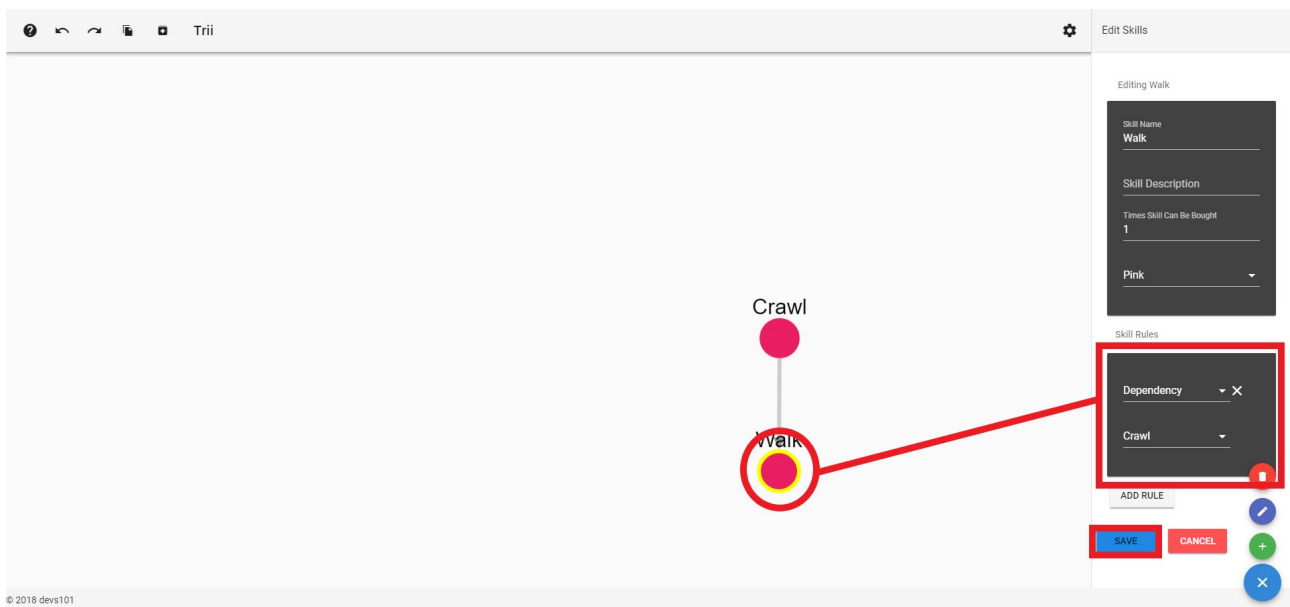 Trii
Edit Skills
Editing Walk
Skill Name
Walk
Skill Description
Times Skill Can Be Bought
1
Pink
Skill Rules
Dependency
Crawl
ADD RULE
SAVE
CANCEL
Crawl
Walk
© 2018 devs101